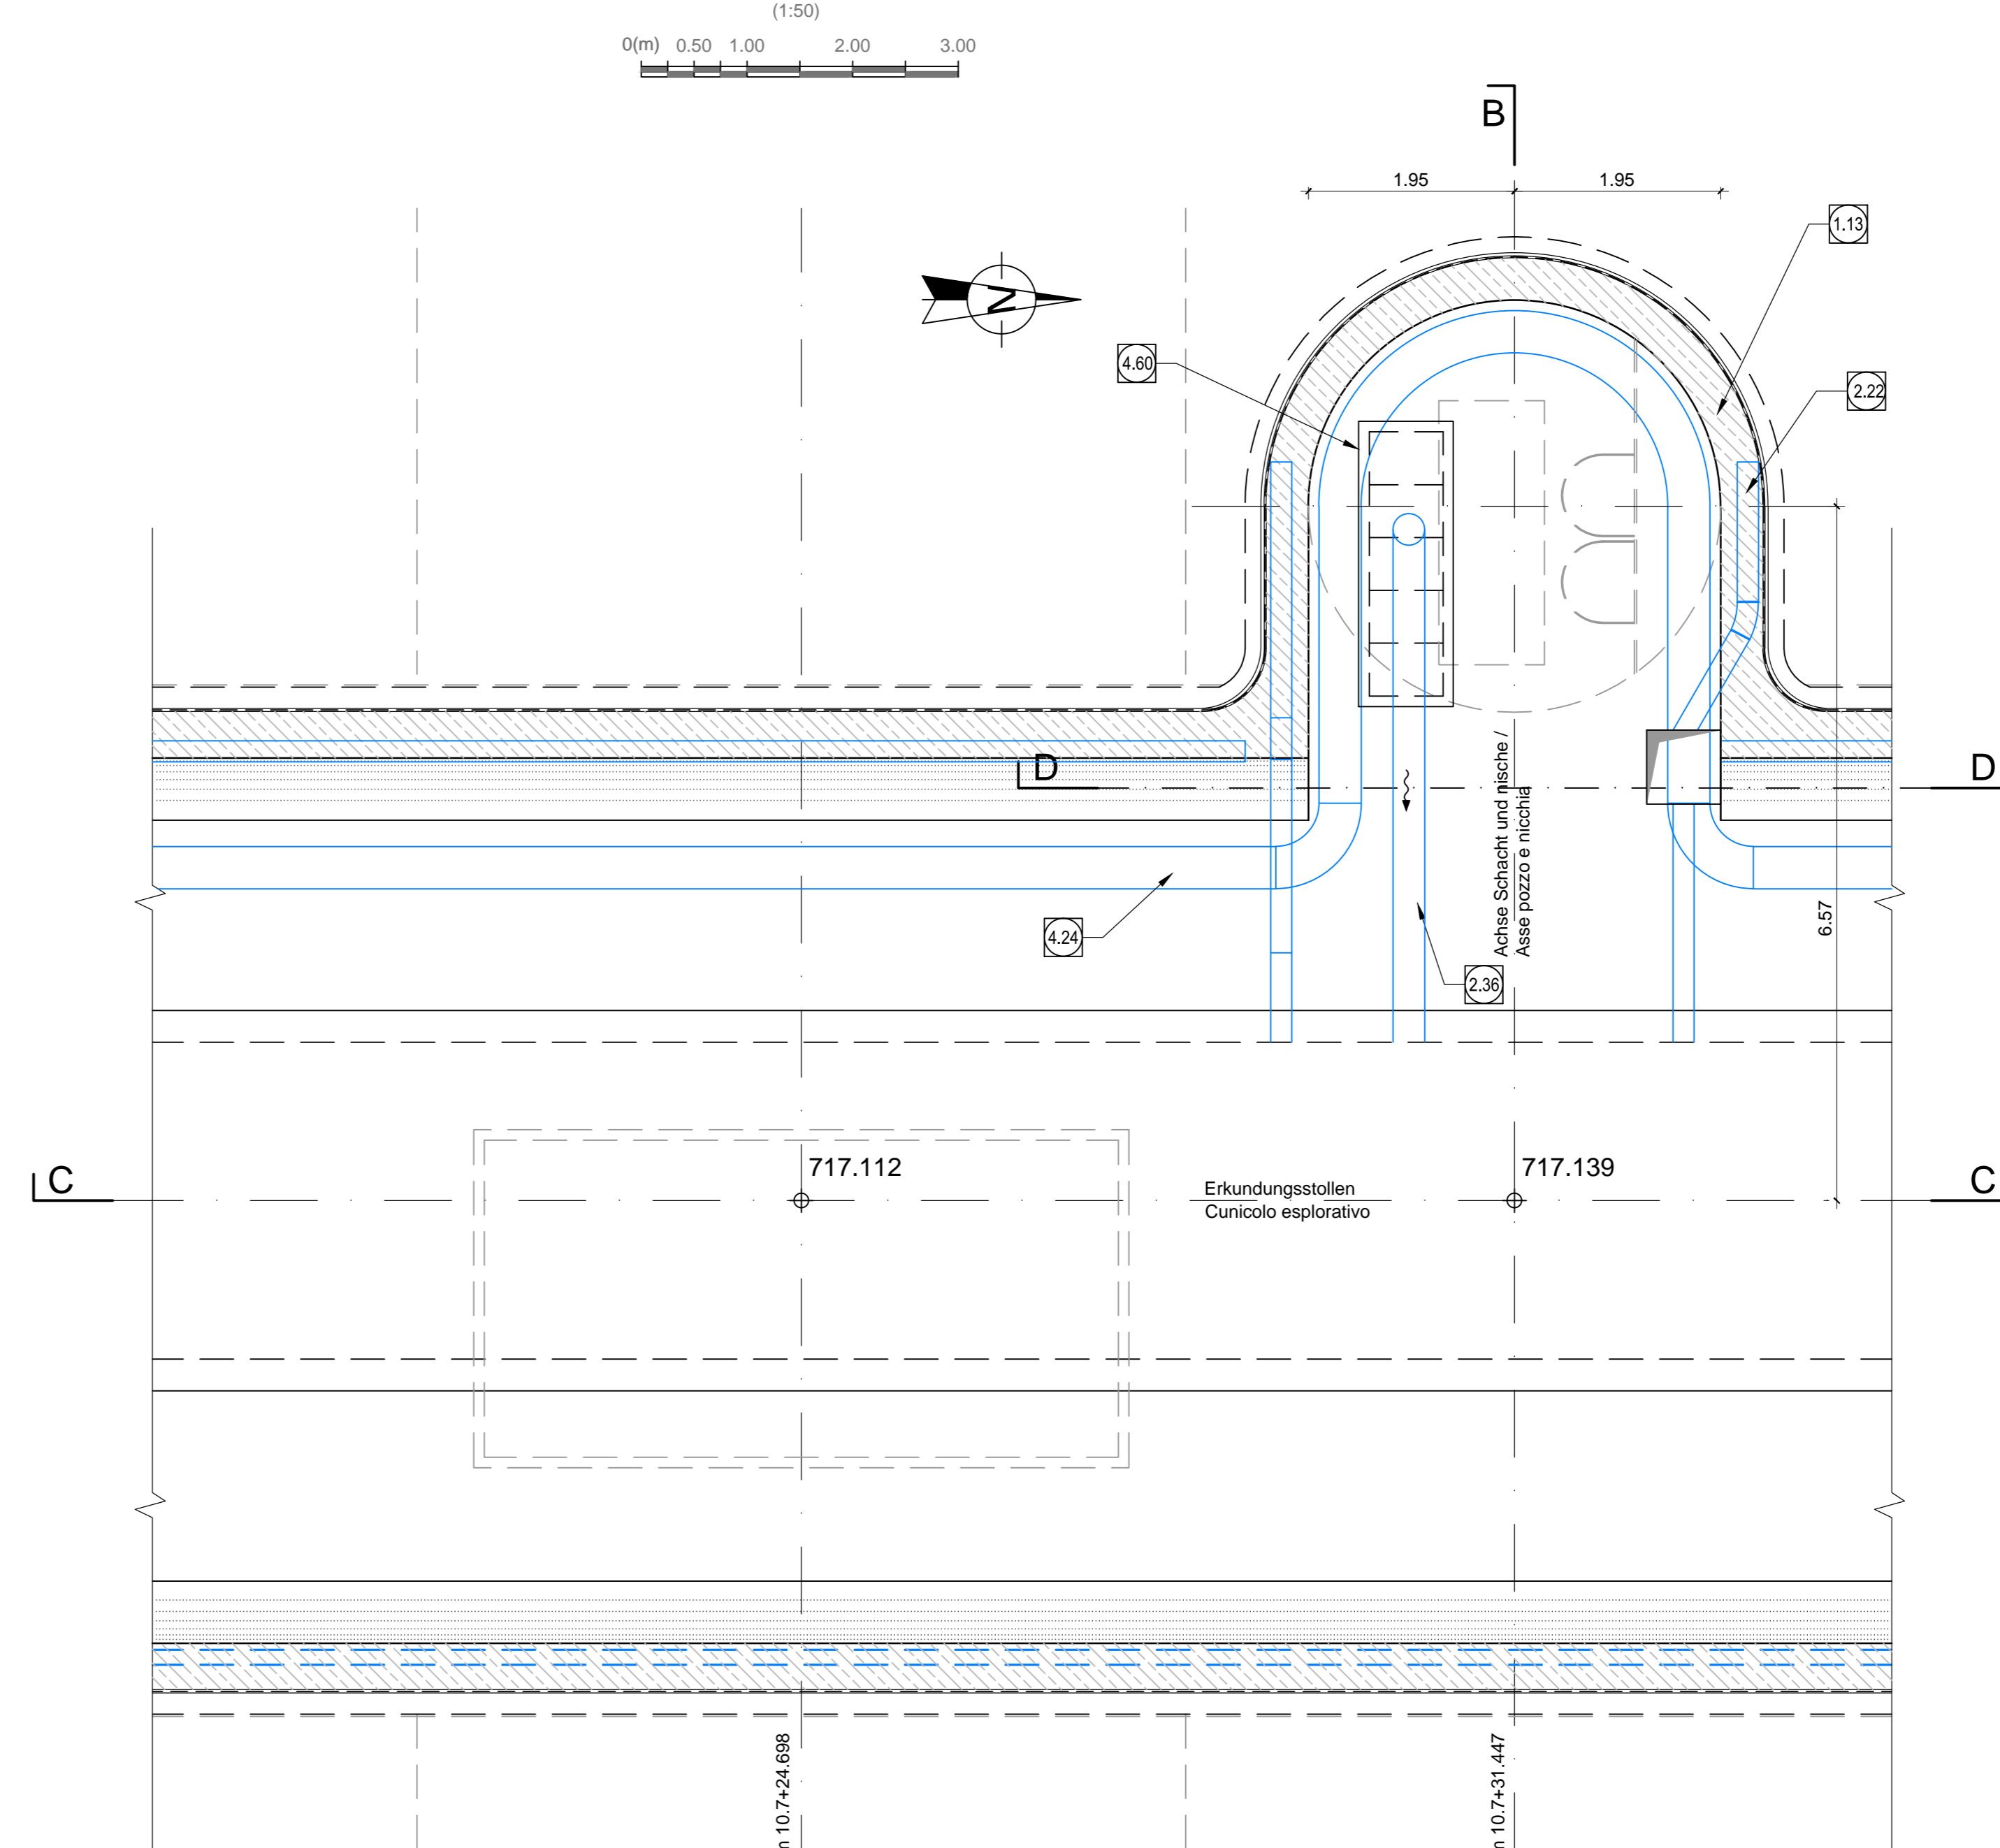 (1:50)
0(m) 0.50 1.00 2.00 3.00
B
1.95 1.95
1.13
N
4.60
2.22
D D
Achse Schacht und nische /
Asse pozzo e nicchia
6.57
4.24
2.36
717.112 717.139
C C
Erkundungsstollen
Cunicolo esplorativo
10.7+24.698
10.7+31.447